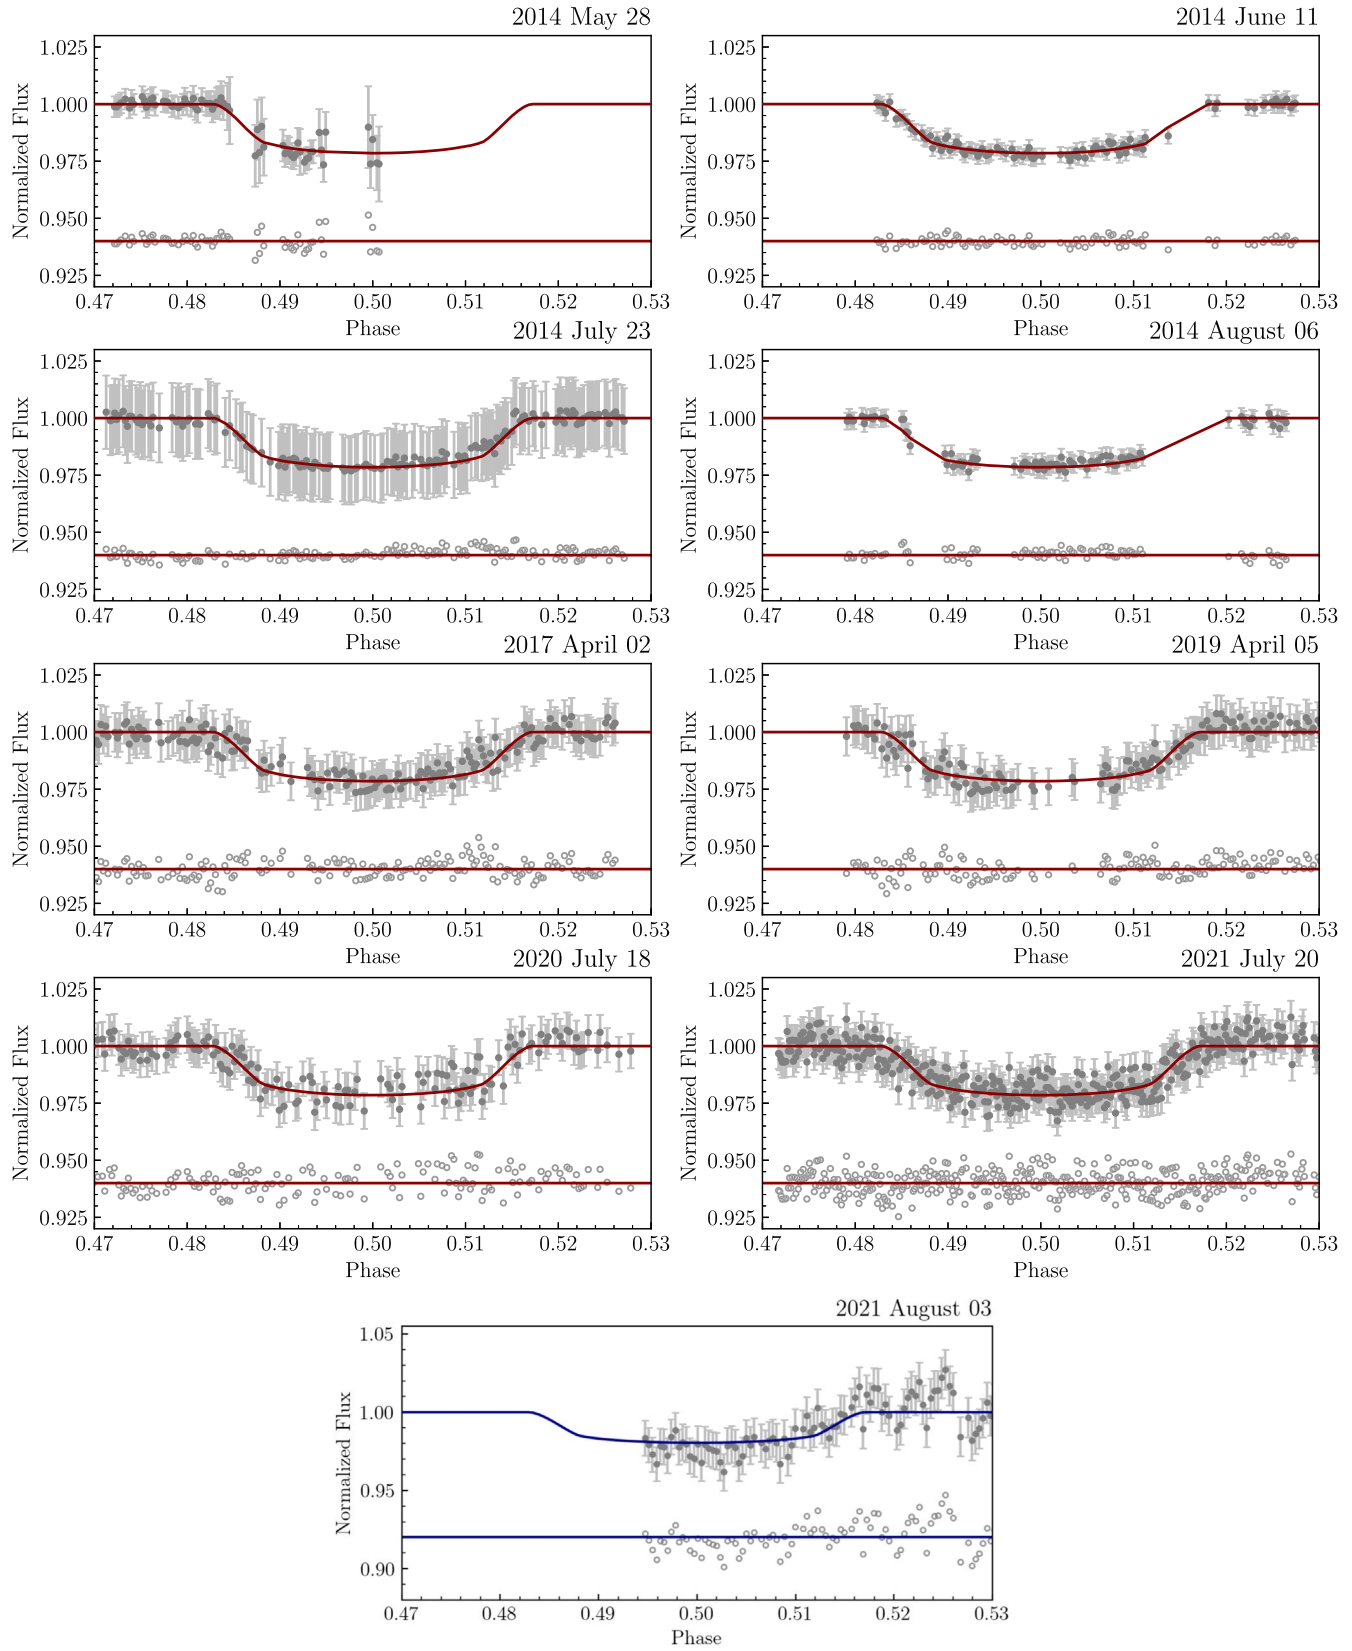 2014 May 28
2014 June 11
1.025
1.000
0.975
0.950
0.925
Normalized Flux
0.47 0.48 0.49 0.50 0.51 0.52 0.53
Phase
1.025
1.000
0.975
0.950
0.925
Normalized Flux
0.47 0.48 0.49 0.50 0.51 0.52 0.53
Phase
2014 July 23
2014 August 06
1.025
1.000
0.975
0.950
0.925
Normalized Flux
0.47 0.48 0.49 0.50 0.51 0.52 0.53
Phase
1.025
1.000
0.975
0.950
0.925
Normalized Flux
0.47 0.48 0.49 0.50 0.51 0.52 0.53
Phase
2017 April 02
2019 April 05
1.025
1.000
0.975
0.950
0.925
Normalized Flux
0.47 0.48 0.49 0.50 0.51 0.52 0.53
Phase
1.025
1.000
0.975
0.950
0.925
Normalized Flux
0.47 0.48 0.49 0.50 0.51 0.52 0.53
Phase
2020 July 18
2021 July 20
1.025
1.000
0.975
0.950
0.925
Normalized Flux
0.47 0.48 0.49 0.50 0.51 0.52 0.53
Phase
1.025
1.000
0.975
0.950
0.925
Normalized Flux
0.47 0.48 0.49 0.50 0.51 0.52 0.53
Phase
2021 August 03
1.05
1.00
0.95
0.90
Normalized Flux
0.47 0.48 0.49 0.50 0.51 0.52 0.53
Phase